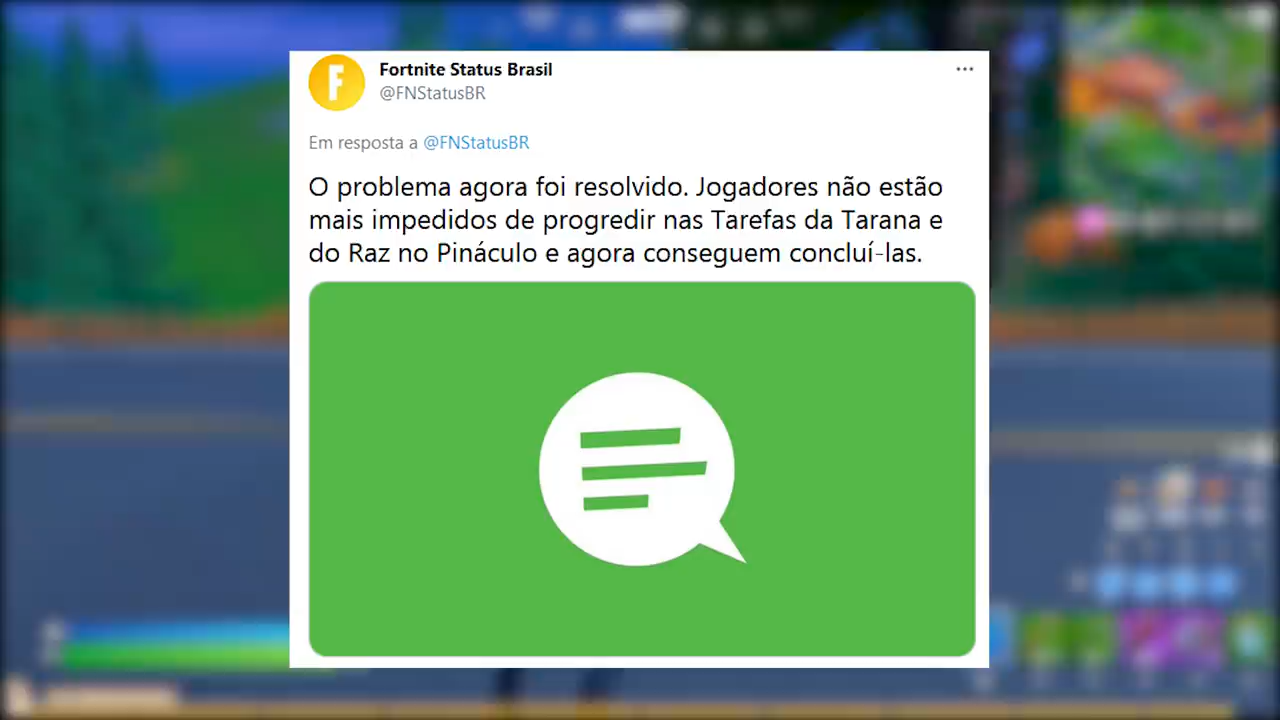 Fortnite Status Brasil
@FNStatusBR
Em resposta a @FNStatusBR
O problema agora foi resolvido. Jogadores não estão
mais impedidos de progredir nas Tarefas da Tarana e
do Raz no Pináculo e agora conseguem concluí-las.